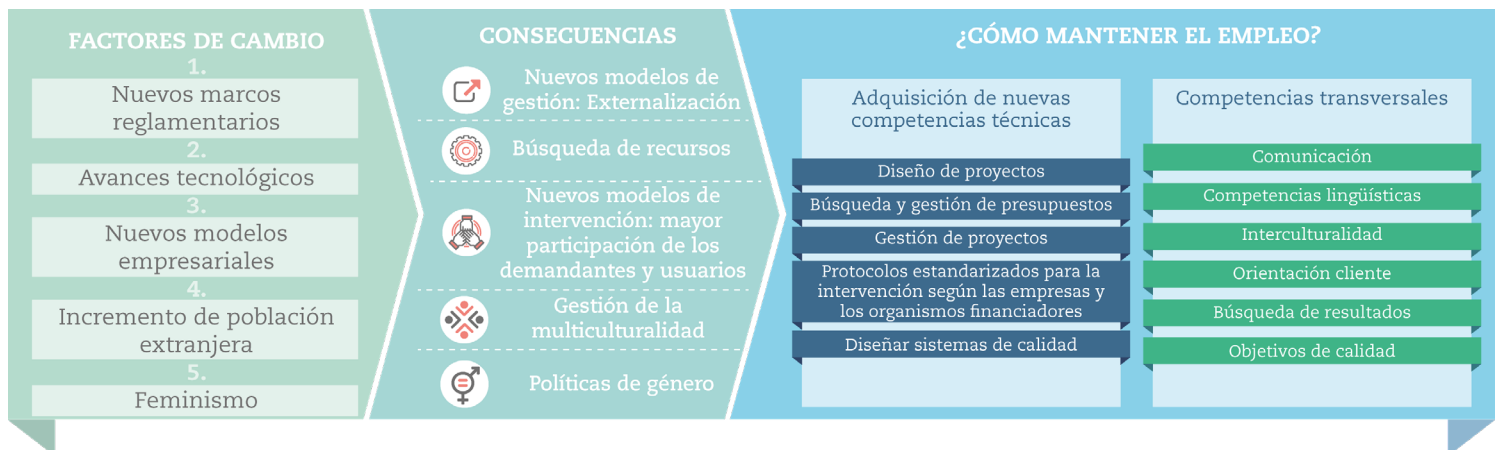 FACTORES DE CAMBIO
1.
Nuevos marcos
reglamentarios
2.
Avances tecnológicos
3.
Nuevos modelos
empresariales
4.
Incremento de población
extranjera
5.
Feminismo
CONSECUENCIAS
Nuevos modelos de
gestión: Externalización
Búsqueda de recursos
Nuevos modelos de
intervención: mayor
participación de los
demandantes y usuarios
Gestión de la
multiculturalidad
Políticas de género
¿CÓMO MANTENER EL EMPLEO?
Adquisición de nuevas
competencias técnicas
Diseño de proyectos
Búsqueda y gestión de presupuestos
Gestión de proyectos
Protocolos estandarizados para la
intervención según las empresas y
los organismos financiadores
Diseñar sistemas de calidad
Competencias transversales
Comunicación
Competencias lingüísticas
Interculturalidad
Orientación cliente
Búsqueda de resultados
Objetivos de calidad